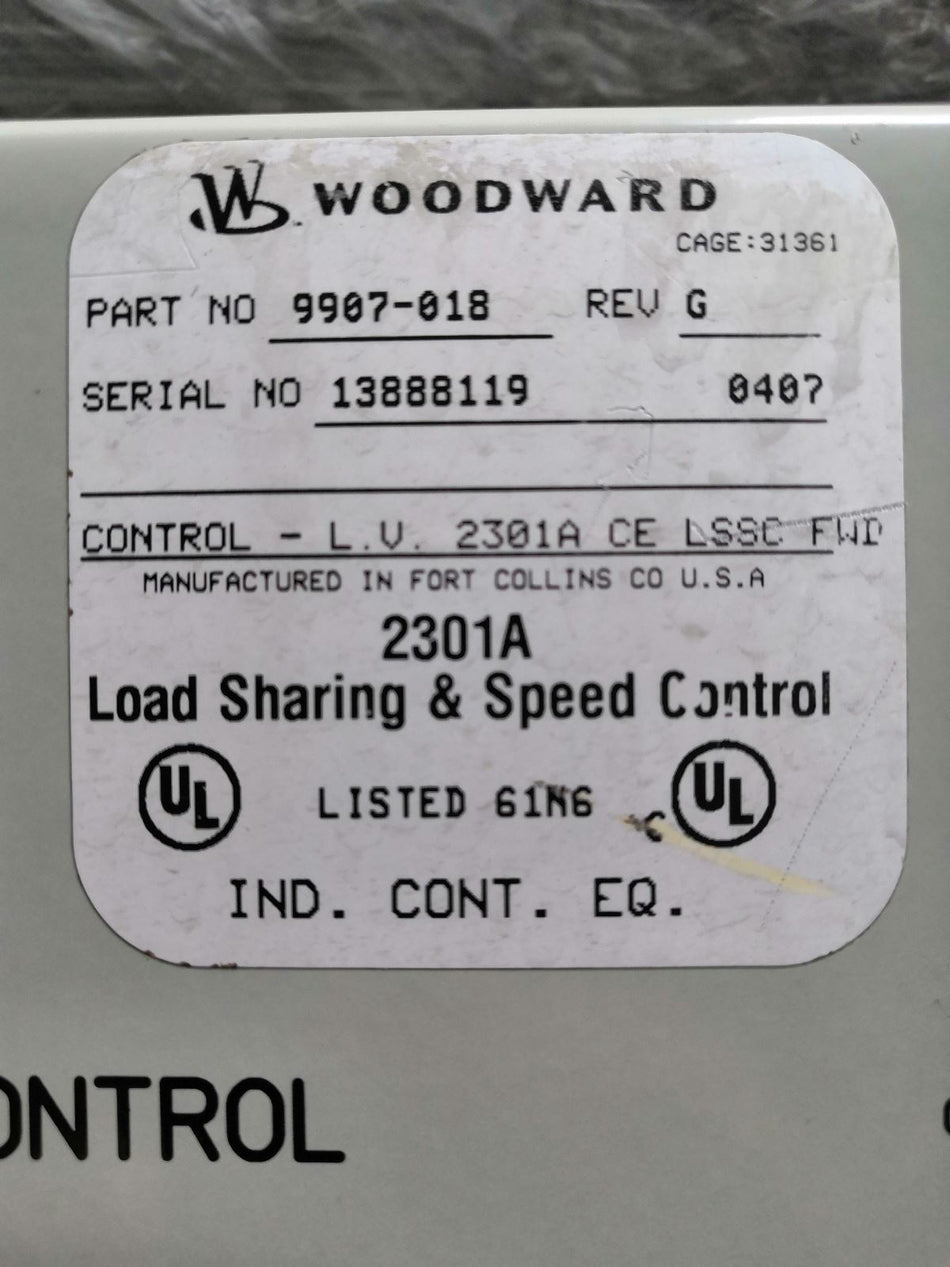 WOODWARD
CAGE:31361
PART NO 9907-018 REV G
SERIAL NO 13888119 0407
CONTROL - L.V. 2301A CE LSSC FWD
MANUFACTURED IN FORT COLLINS CO U.S.A
2301A
Load Sharing & Speed Control
UL LISTED 61N6 C UL
IND. CONT. EQ.
ONTROL